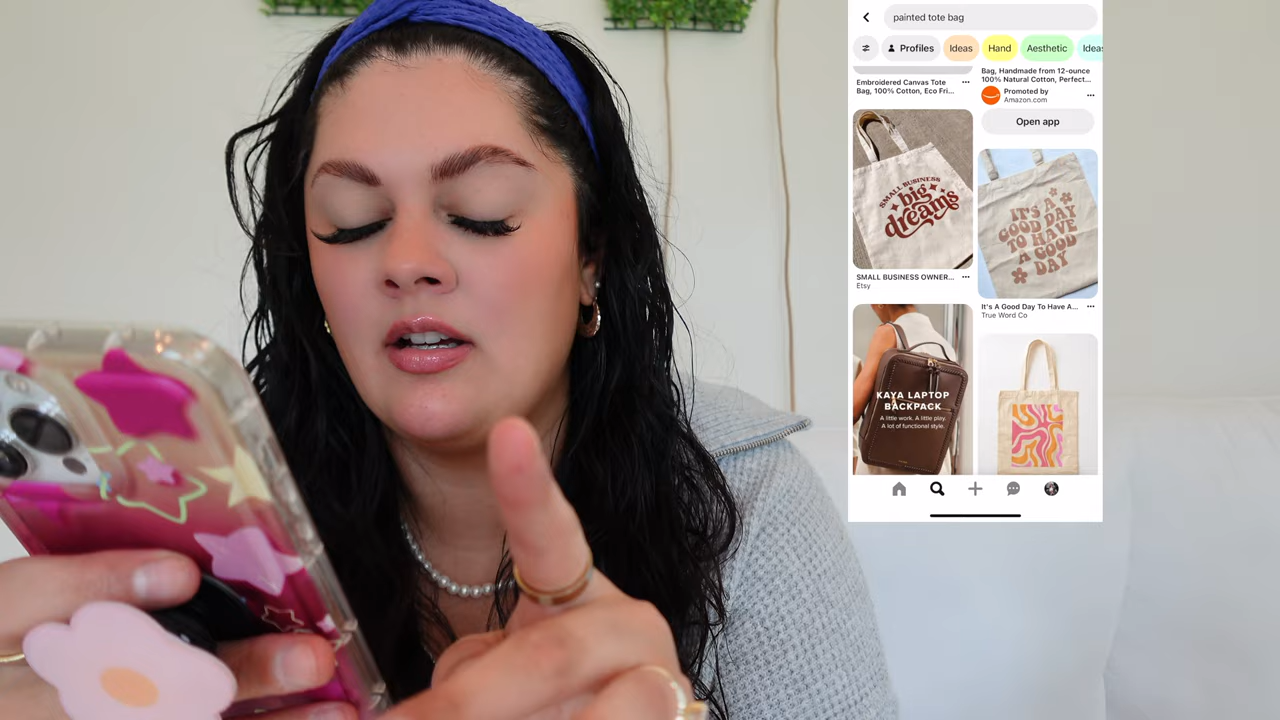 painted tote bag
Profiles
Ideas
Hand
Aesthetic
Ideas
Embroidered Canvas Tote
Bag, 100% Cotton, Eco Fri...
SMALL BUSINESS
big
dreams
SMALL BUSINESS OWNER...
Etsy
KAYA LAPTOP
BACKPACK
A little work. A little play.
A lot of functional style.
Bag, Handmade from 12-ounce
100% Natural Cotton, Perfect...
Promoted by
Amazon.com
Open app
IT'S A
GOOD DAY
TO HAVE
A GOOD
DAY
It's A Good Day To Have A...
True Word Co